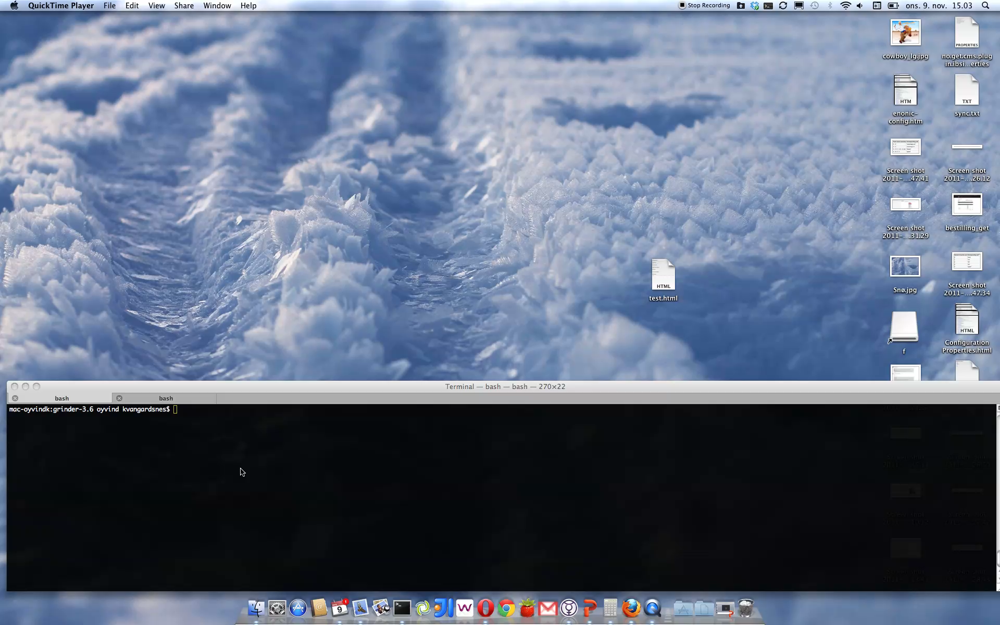 QuickTime Player File Edit View Share Window Help
Stop Recording ons. 9. nov. 15.03
cowboy_lg.jpg
no.get.cms.plug
in.ibsi...erties
PROPERTIES
HTM
enonic-
config.htm
TXT
sync.txt
Screen shot
2011-....47.41
Screen shot
2011-....26.12
Screen shot
2011-....31.29
bestilling_get
HTML
test.html
Snø.jpg
Screen shot
2011-....47.34
f
HTML
Configuration
Properties.html
Terminal — bash — bash — 270×22
bash
bash
mac-oyvindk:grinder-3.6 oyvind kvangardsnes$
NOV
9
1